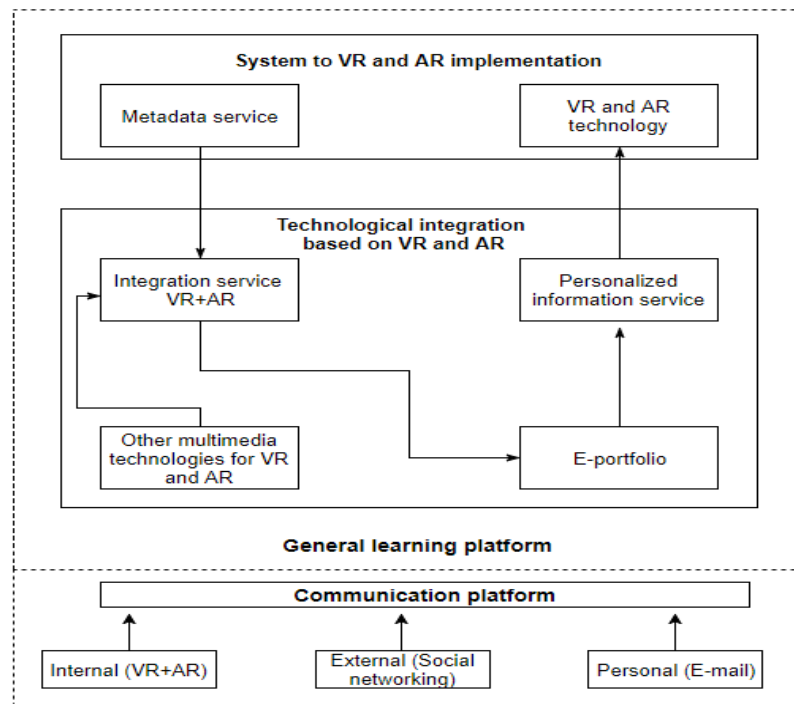 System to VR and AR implementation
Metadata service
VR and AR
technology
Technological integration
based on VR and AR
Integration service
VR+AR
Personalized
information service
Other multimedia
technologies for VR
and AR
E-portfolio
General learning platform
Communication platform
Internal (VR+AR)
External (Social
networking)
Personal (E-mail)